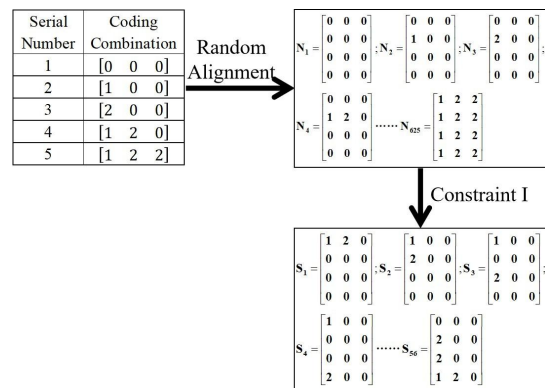 Serial Number Coding Combination
1 [0 0 0]
2 [1 0 0]
3 [2 0 0]
4 [1 2 0]
5 [1 2 2]
Random
Alignment
N₁ = [0 0 0; 0 0 0; 0 0 0; 0 0 0] ; N₂ = [0 0 0; 1 0 0; 0 0 0; 0 0 0] ; N₃ = [0 0 0; 2 0 0; 0 0 0; 0 0 0] ;
N₄ = [0 0 0; 1 2 0; 0 0 0; 0 0 0] ······ N₆₂₅ = [1 2 2; 1 2 2; 1 2 2; 1 2 2]
Constraint I
S₁ = [1 2 0; 0 0 0; 0 0 0; 0 0 0] ; S₂ = [1 0 0; 2 0 0; 0 0 0; 0 0 0] ; S₃ = [1 0 0; 0 0 0; 2 0 0; 0 0 0] ;
S₄ = [1 0 0; 0 0 0; 0 0 0; 2 0 0] ······ S₅₆ = [0 0 0; 2 0 0; 2 0 0; 1 2 0]